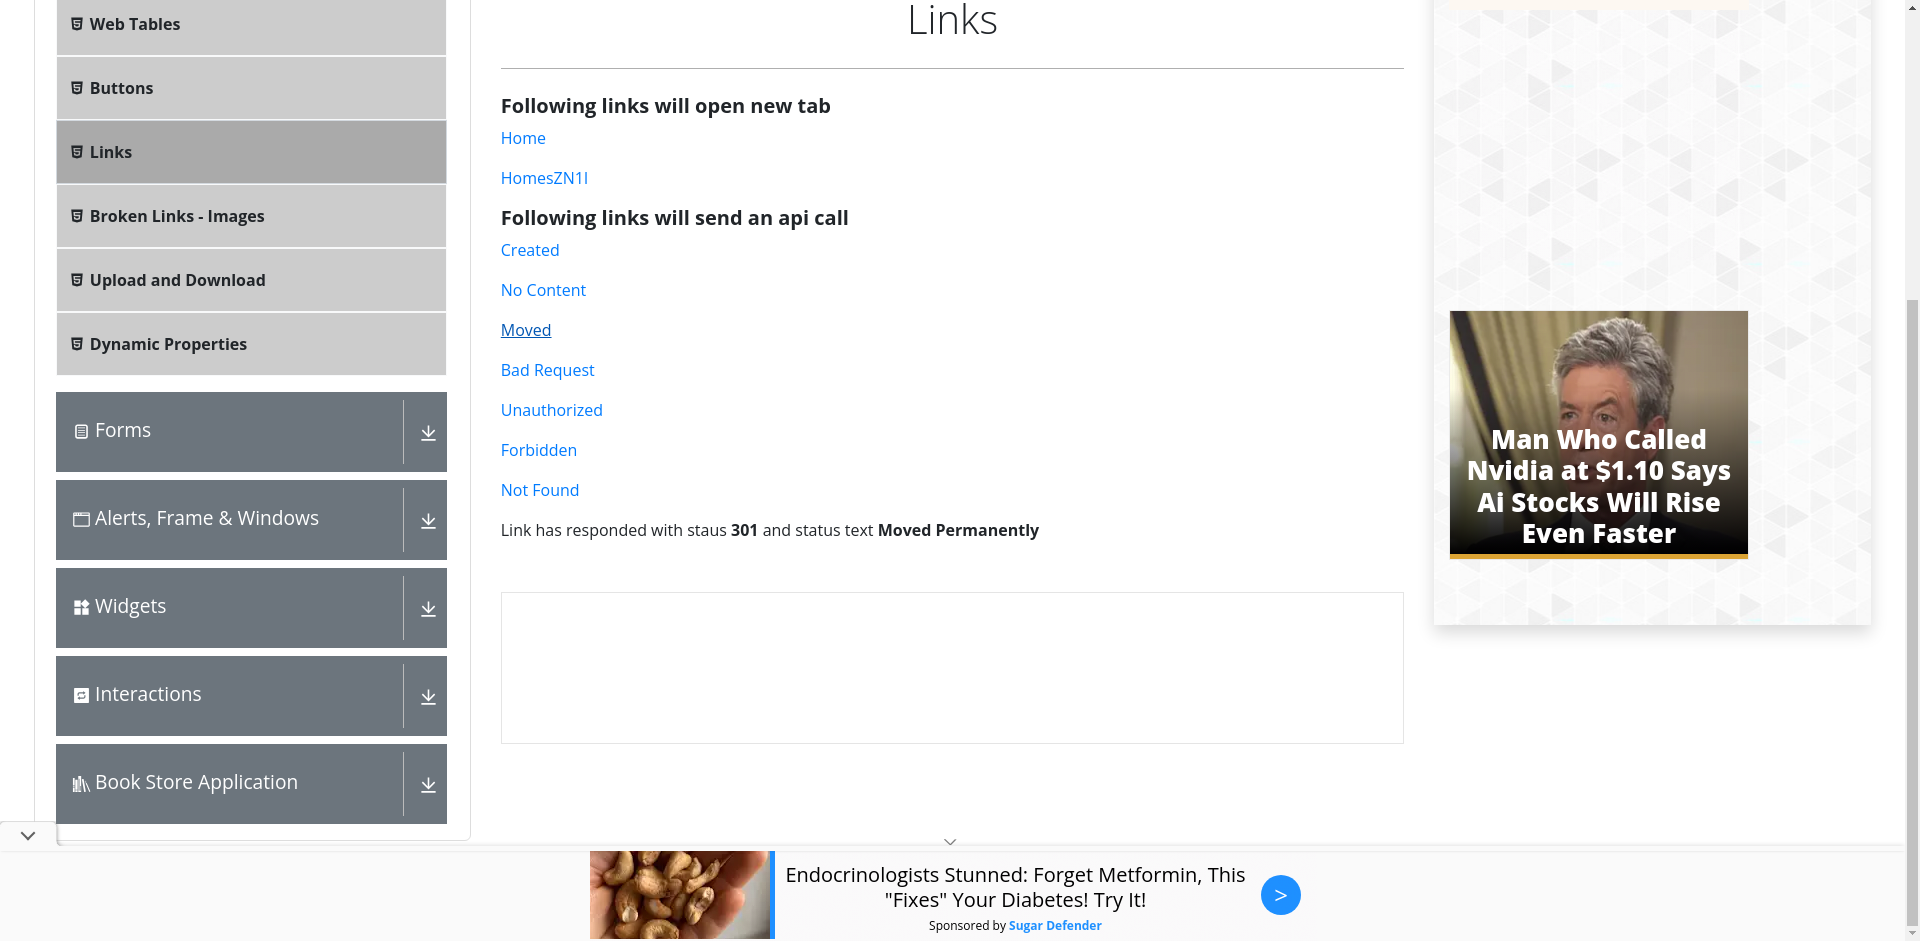 Web Tables
Buttons
Links
Broken Links - Images
Upload and Download
Dynamic Properties
Forms
Alerts, Frame & Windows
Widgets
Interactions
Book Store Application
Links
Following links will open new tab
Home
HomesZN1l
Following links will send an api call
Created
No Content
Moved
Bad Request
Unauthorized
Forbidden
Not Found
Link has responded with staus 301 and status text Moved Permanently
Man Who Called
Nvidia at $1.10 Says
Ai Stocks Will Rise
Even Faster
Endocrinologists Stunned: Forget Metformin, This
"Fixes" Your Diabetes! Try It!
Sponsored by Sugar Defender
>